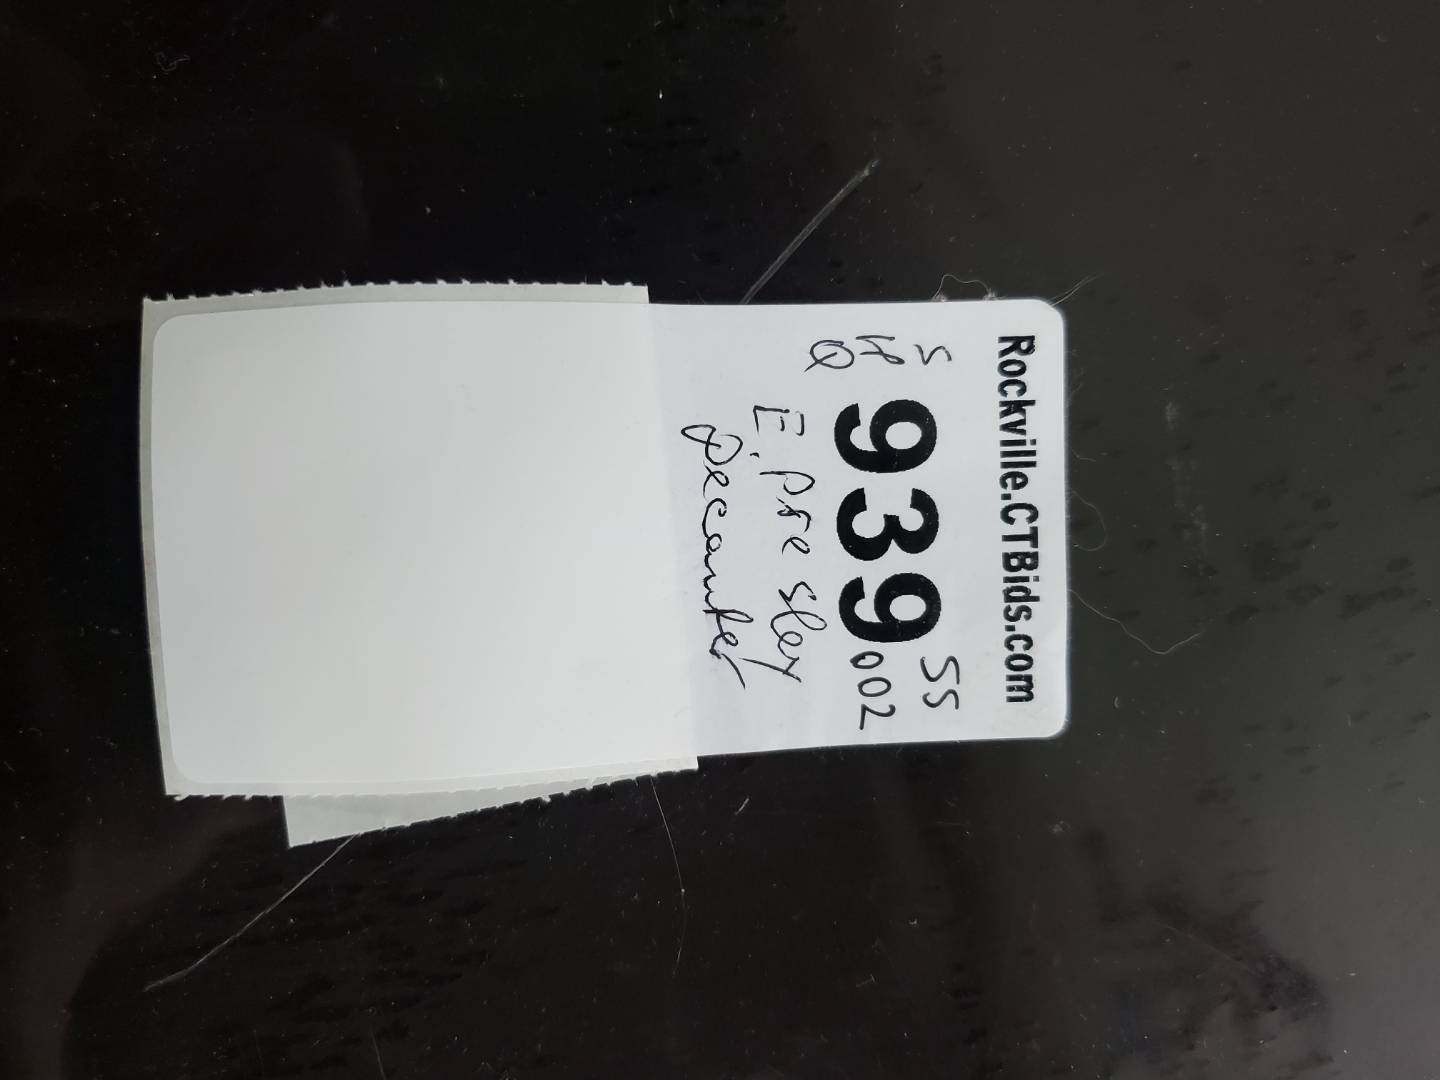 Rockville.CTBids.com
S 55
939 002
E. Presley
Decanter